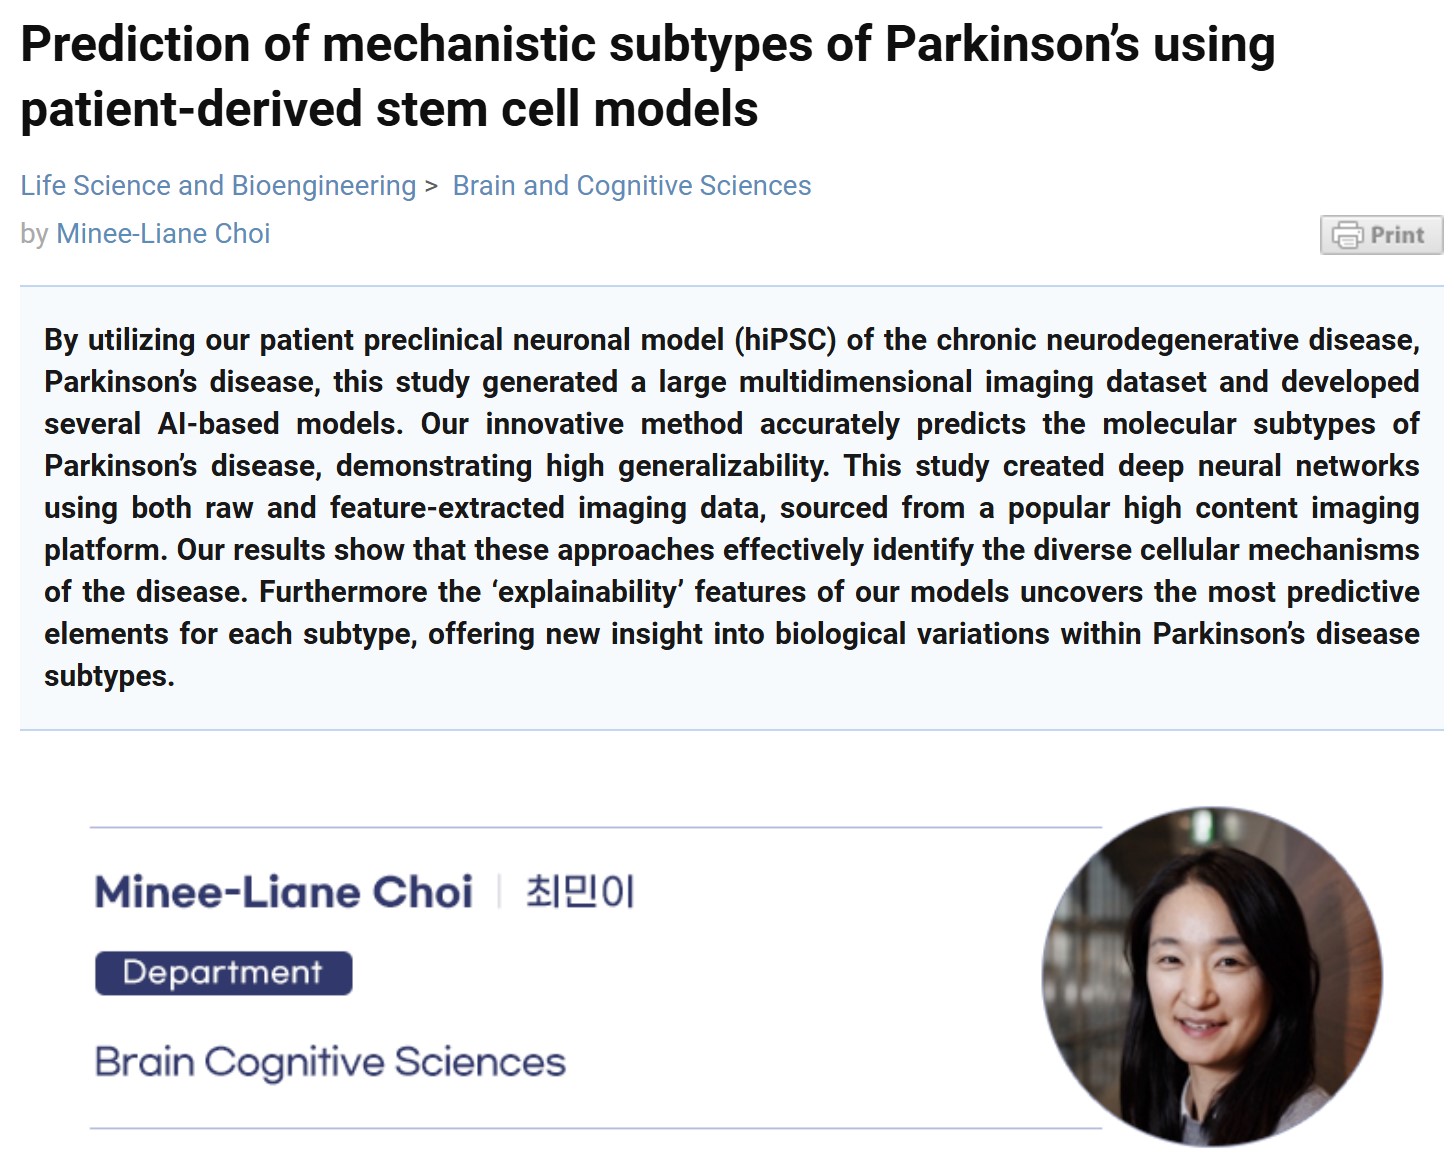 Prediction of mechanistic subtypes of Parkinson’s using
patient-derived stem cell models
Life Science and Bioengineering > Brain and Cognitive Sciences
by Minee-Liane Choi
Print
By utilizing our patient preclinical neuronal model (hiPSC) of the chronic neurodegenerative disease,
Parkinson’s disease, this study generated a large multidimensional imaging dataset and developed
several AI-based models. Our innovative method accurately predicts the molecular subtypes of
Parkinson’s disease, demonstrating high generalizability. This study created deep neural networks
using both raw and feature-extracted imaging data, sourced from a popular high content imaging
platform. Our results show that these approaches effectively identify the diverse cellular mechanisms
of the disease. Furthermore the ‘explainability’ features of our models uncovers the most predictive
elements for each subtype, offering new insight into biological variations within Parkinson’s disease
subtypes.
Minee-Liane Choi | 최민이
Department
Brain Cognitive Sciences